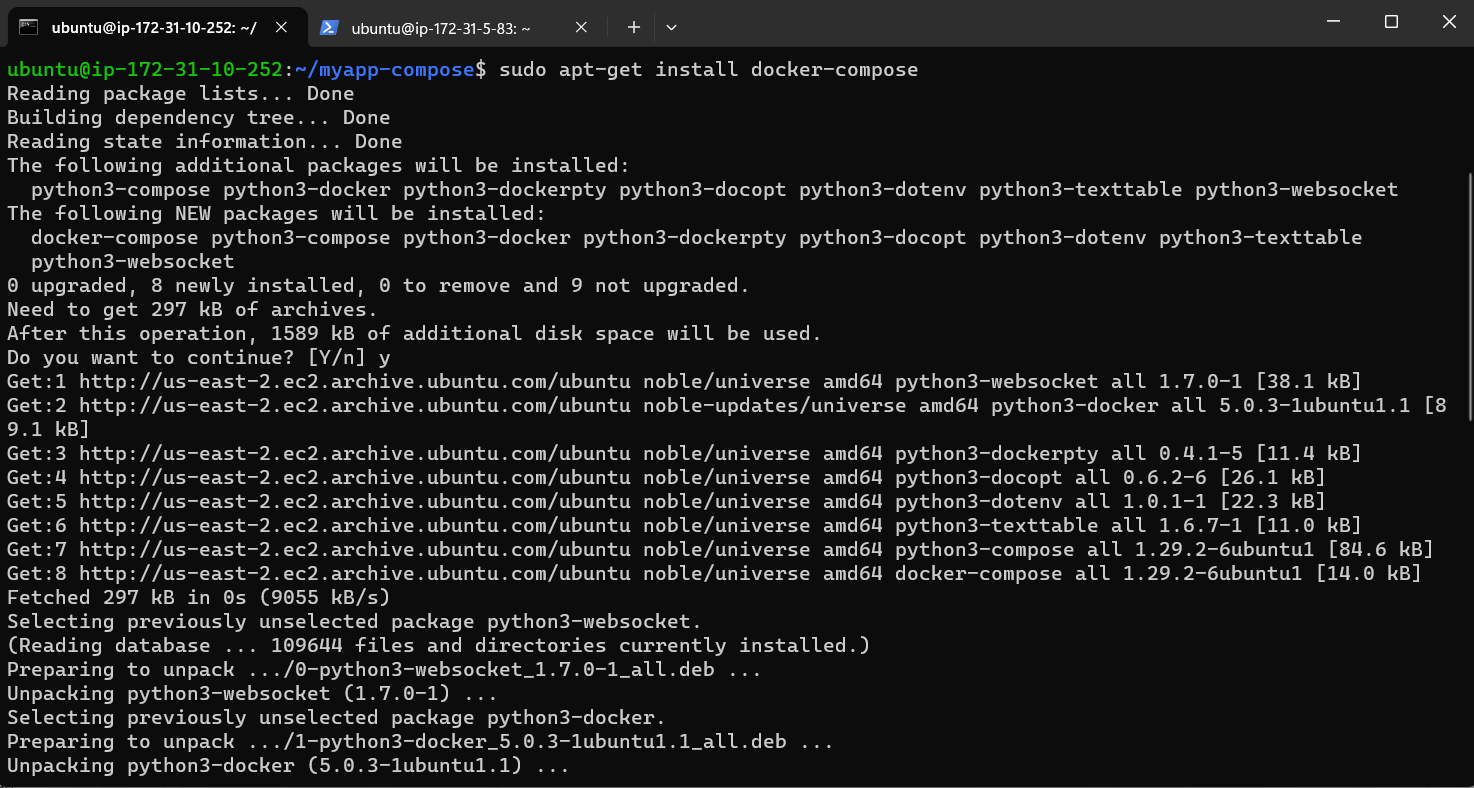 ubuntu@ip-172-31-10-252: ~/
ubuntu@ip-172-31-5-83: ~
ubuntu@ip-172-31-10-252:~/myapp-compose$ sudo apt-get install docker-compose
Reading package lists... Done
Building dependency tree... Done
Reading state information... Done
The following additional packages will be installed:
  python3-compose python3-docker python3-dockerpty python3-docopt python3-dotenv python3-texttable python3-websocket
The following NEW packages will be installed:
  docker-compose python3-compose python3-docker python3-dockerpty python3-docopt python3-dotenv python3-texttable
  python3-websocket
0 upgraded, 8 newly installed, 0 to remove and 9 not upgraded.
Need to get 297 kB of archives.
After this operation, 1589 kB of additional disk space will be used.
Do you want to continue? [Y/n] y
Get:1 http://us-east-2.ec2.archive.ubuntu.com/ubuntu noble/universe amd64 python3-websocket all 1.7.0-1 [38.1 kB]
Get:2 http://us-east-2.ec2.archive.ubuntu.com/ubuntu noble-updates/universe amd64 python3-docker all 5.0.3-1ubuntu1.1 [8
9.1 kB]
Get:3 http://us-east-2.ec2.archive.ubuntu.com/ubuntu noble/universe amd64 python3-dockerpty all 0.4.1-5 [11.4 kB]
Get:4 http://us-east-2.ec2.archive.ubuntu.com/ubuntu noble/universe amd64 python3-docopt all 0.6.2-6 [26.1 kB]
Get:5 http://us-east-2.ec2.archive.ubuntu.com/ubuntu noble/universe amd64 python3-dotenv all 1.0.1-1 [22.3 kB]
Get:6 http://us-east-2.ec2.archive.ubuntu.com/ubuntu noble/universe amd64 python3-texttable all 1.6.7-1 [11.0 kB]
Get:7 http://us-east-2.ec2.archive.ubuntu.com/ubuntu noble/universe amd64 python3-compose all 1.29.2-6ubuntu1 [84.6 kB]
Get:8 http://us-east-2.ec2.archive.ubuntu.com/ubuntu noble/universe amd64 docker-compose all 1.29.2-6ubuntu1 [14.0 kB]
Fetched 297 kB in 0s (9055 kB/s)
Selecting previously unselected package python3-websocket.
(Reading database ... 109644 files and directories currently installed.)
Preparing to unpack .../0-python3-websocket_1.7.0-1_all.deb ...
Unpacking python3-websocket (1.7.0-1) ...
Selecting previously unselected package python3-docker.
Preparing to unpack .../1-python3-docker_5.0.3-1ubuntu1.1_all.deb ...
Unpacking python3-docker (5.0.3-1ubuntu1.1) ...